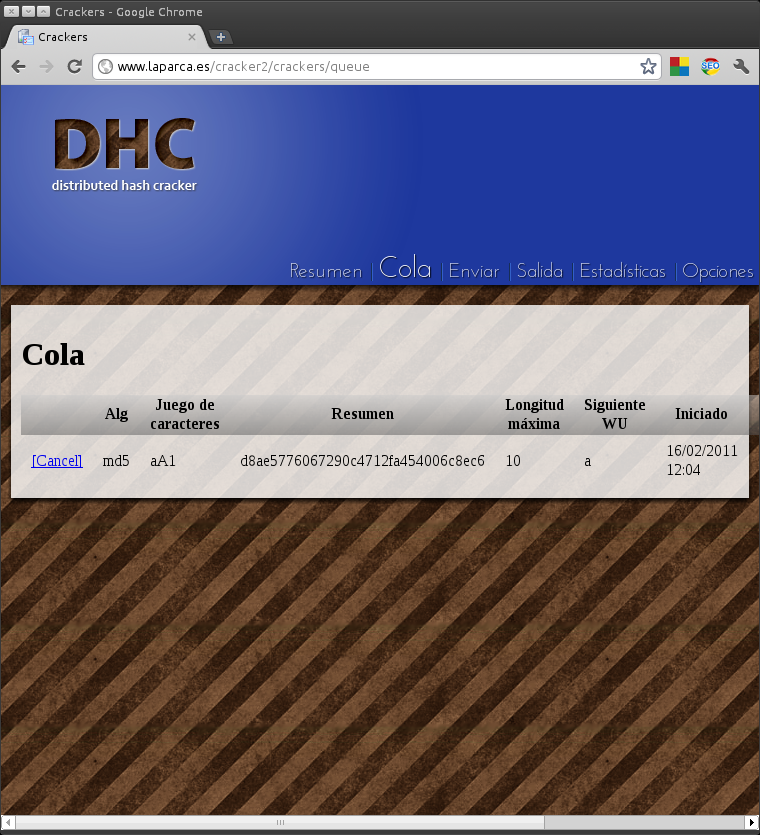 Crackers - Google Chrome
Crackers
www.laparca.es/cracker2/crackers/queue
SEO
DHC
distributed hash cracker
Resumen Cola Enviar Salida Estadísticas Opciones
Cola
Alg Juego de caracteres Resumen Longitud máxima Siguiente WU Iniciado
[Cancel] md5 aA1 d8ae5776067290c4712fa454006c8ec6 10 a 16/02/2011 12:04